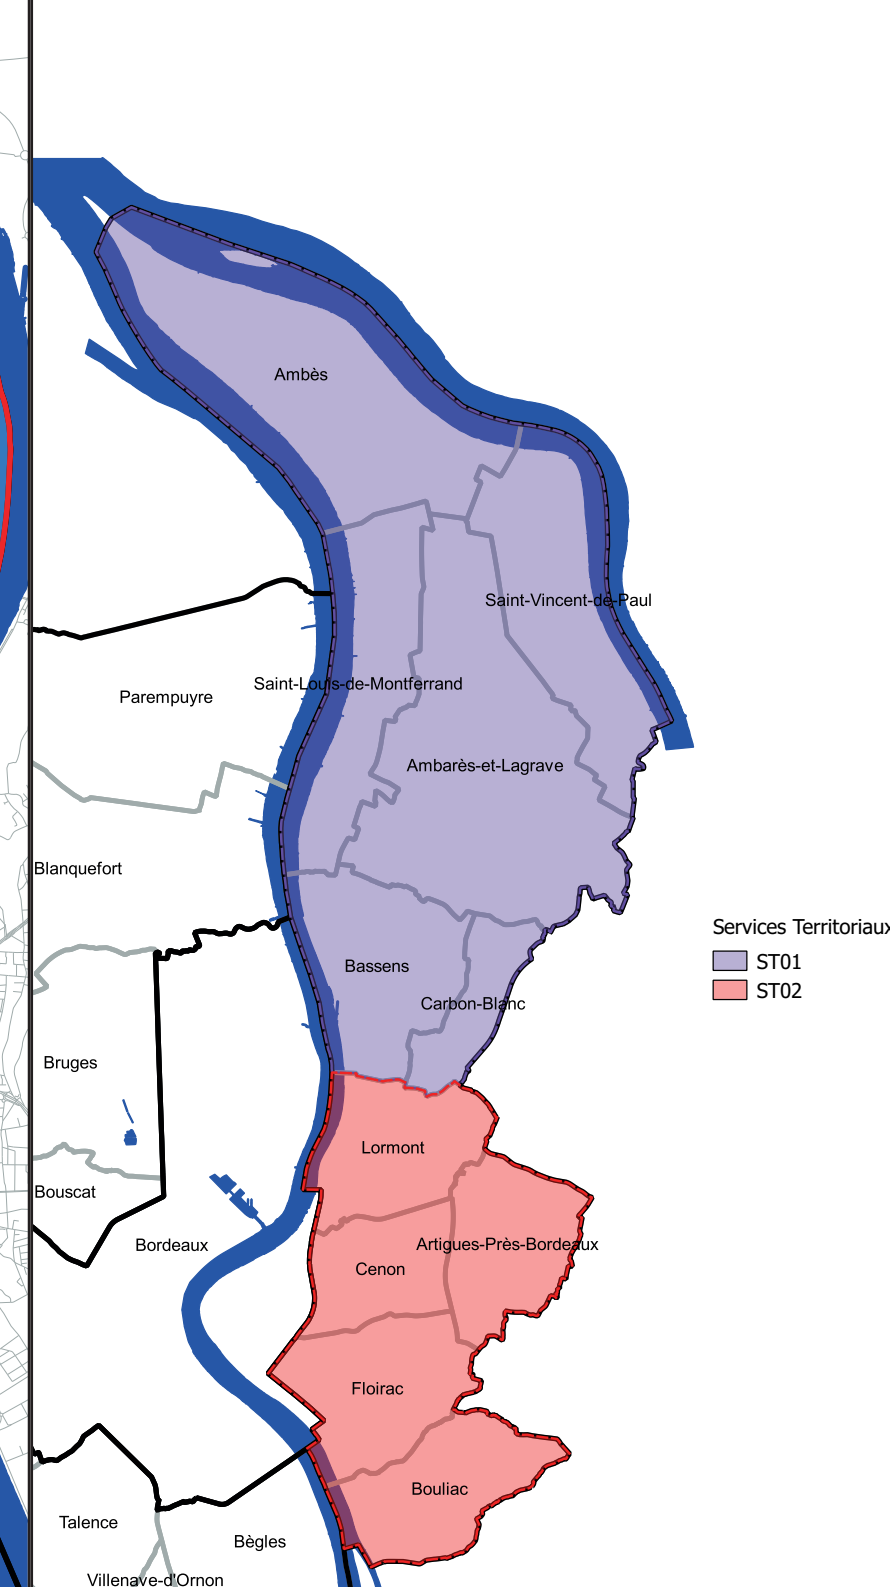 Ambès
Saint-Vincent-de-Paul
Saint-Louis-de-Montferrand
Parempuyre
Ambarès-et-Lagrave
Blanquefort
Services Territoriaux
ST01
ST02
Bassens
Carbon-Blanc
Bruges
Lormont
Bouscat
Bordeaux
Artigues-Près-Bordeaux
Cenon
Floirac
Bouliac
Talence
Bègles
Villenave-d'Ornon